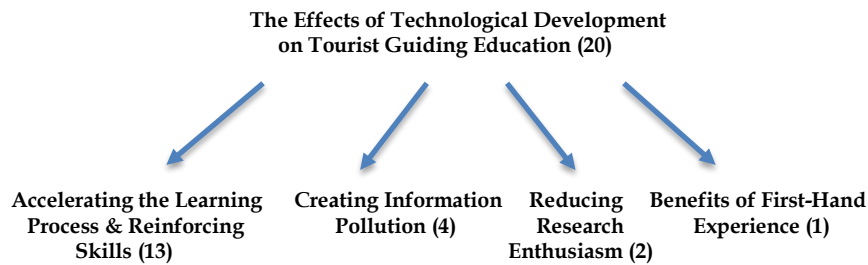 The Effects of Technological Development
on Tourist Guiding Education (20)
Accelerating the Learning
Process & Reinforcing
Skills (13)
Creating Information
Pollution (4)
Reducing
Research
Enthusiasm (2)
Benefits of First-Hand
Experience (1)